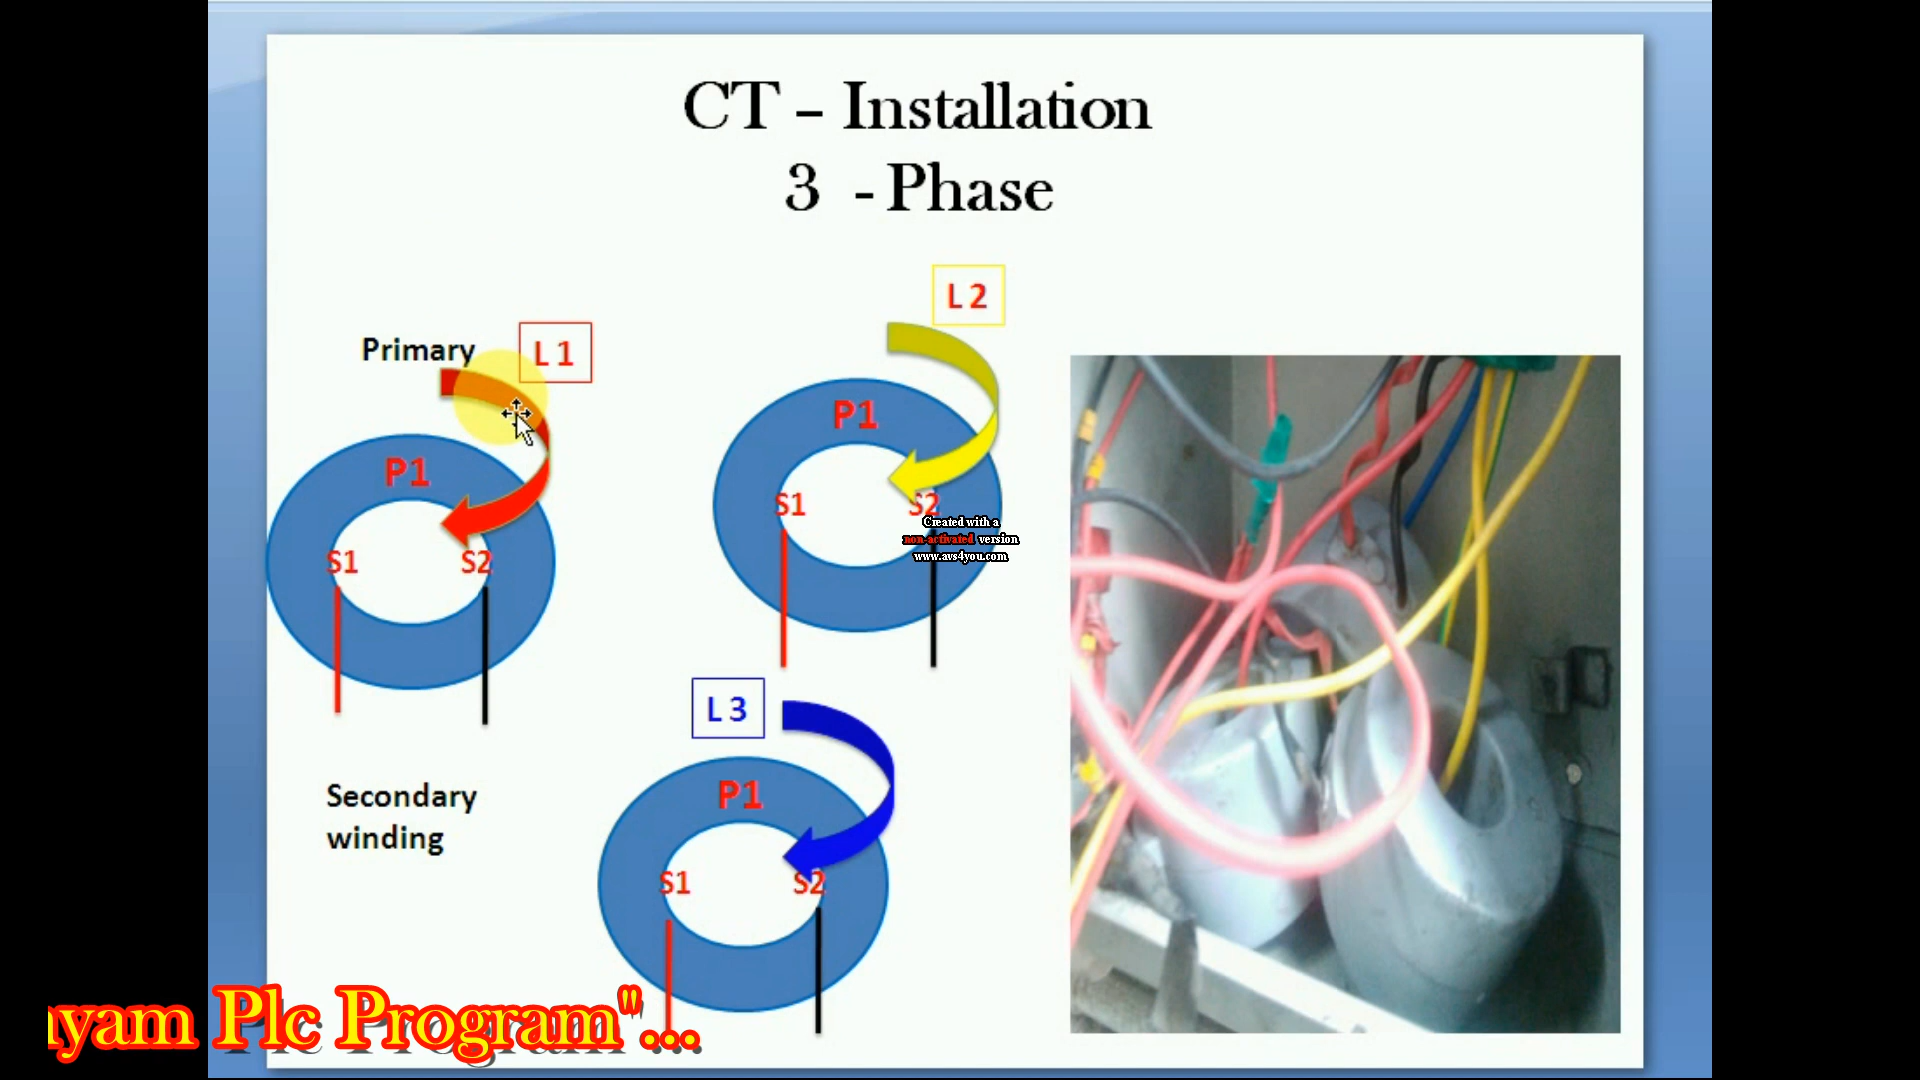 CT – Installation
3 - Phase
L 2
Primary
L 1
P1
P1
S1
S2
S1
S2
Created with a
non-activated version
www.avs4you.com
L 3
P1
Secondary
winding
S1
S2
yam Plc Program"...